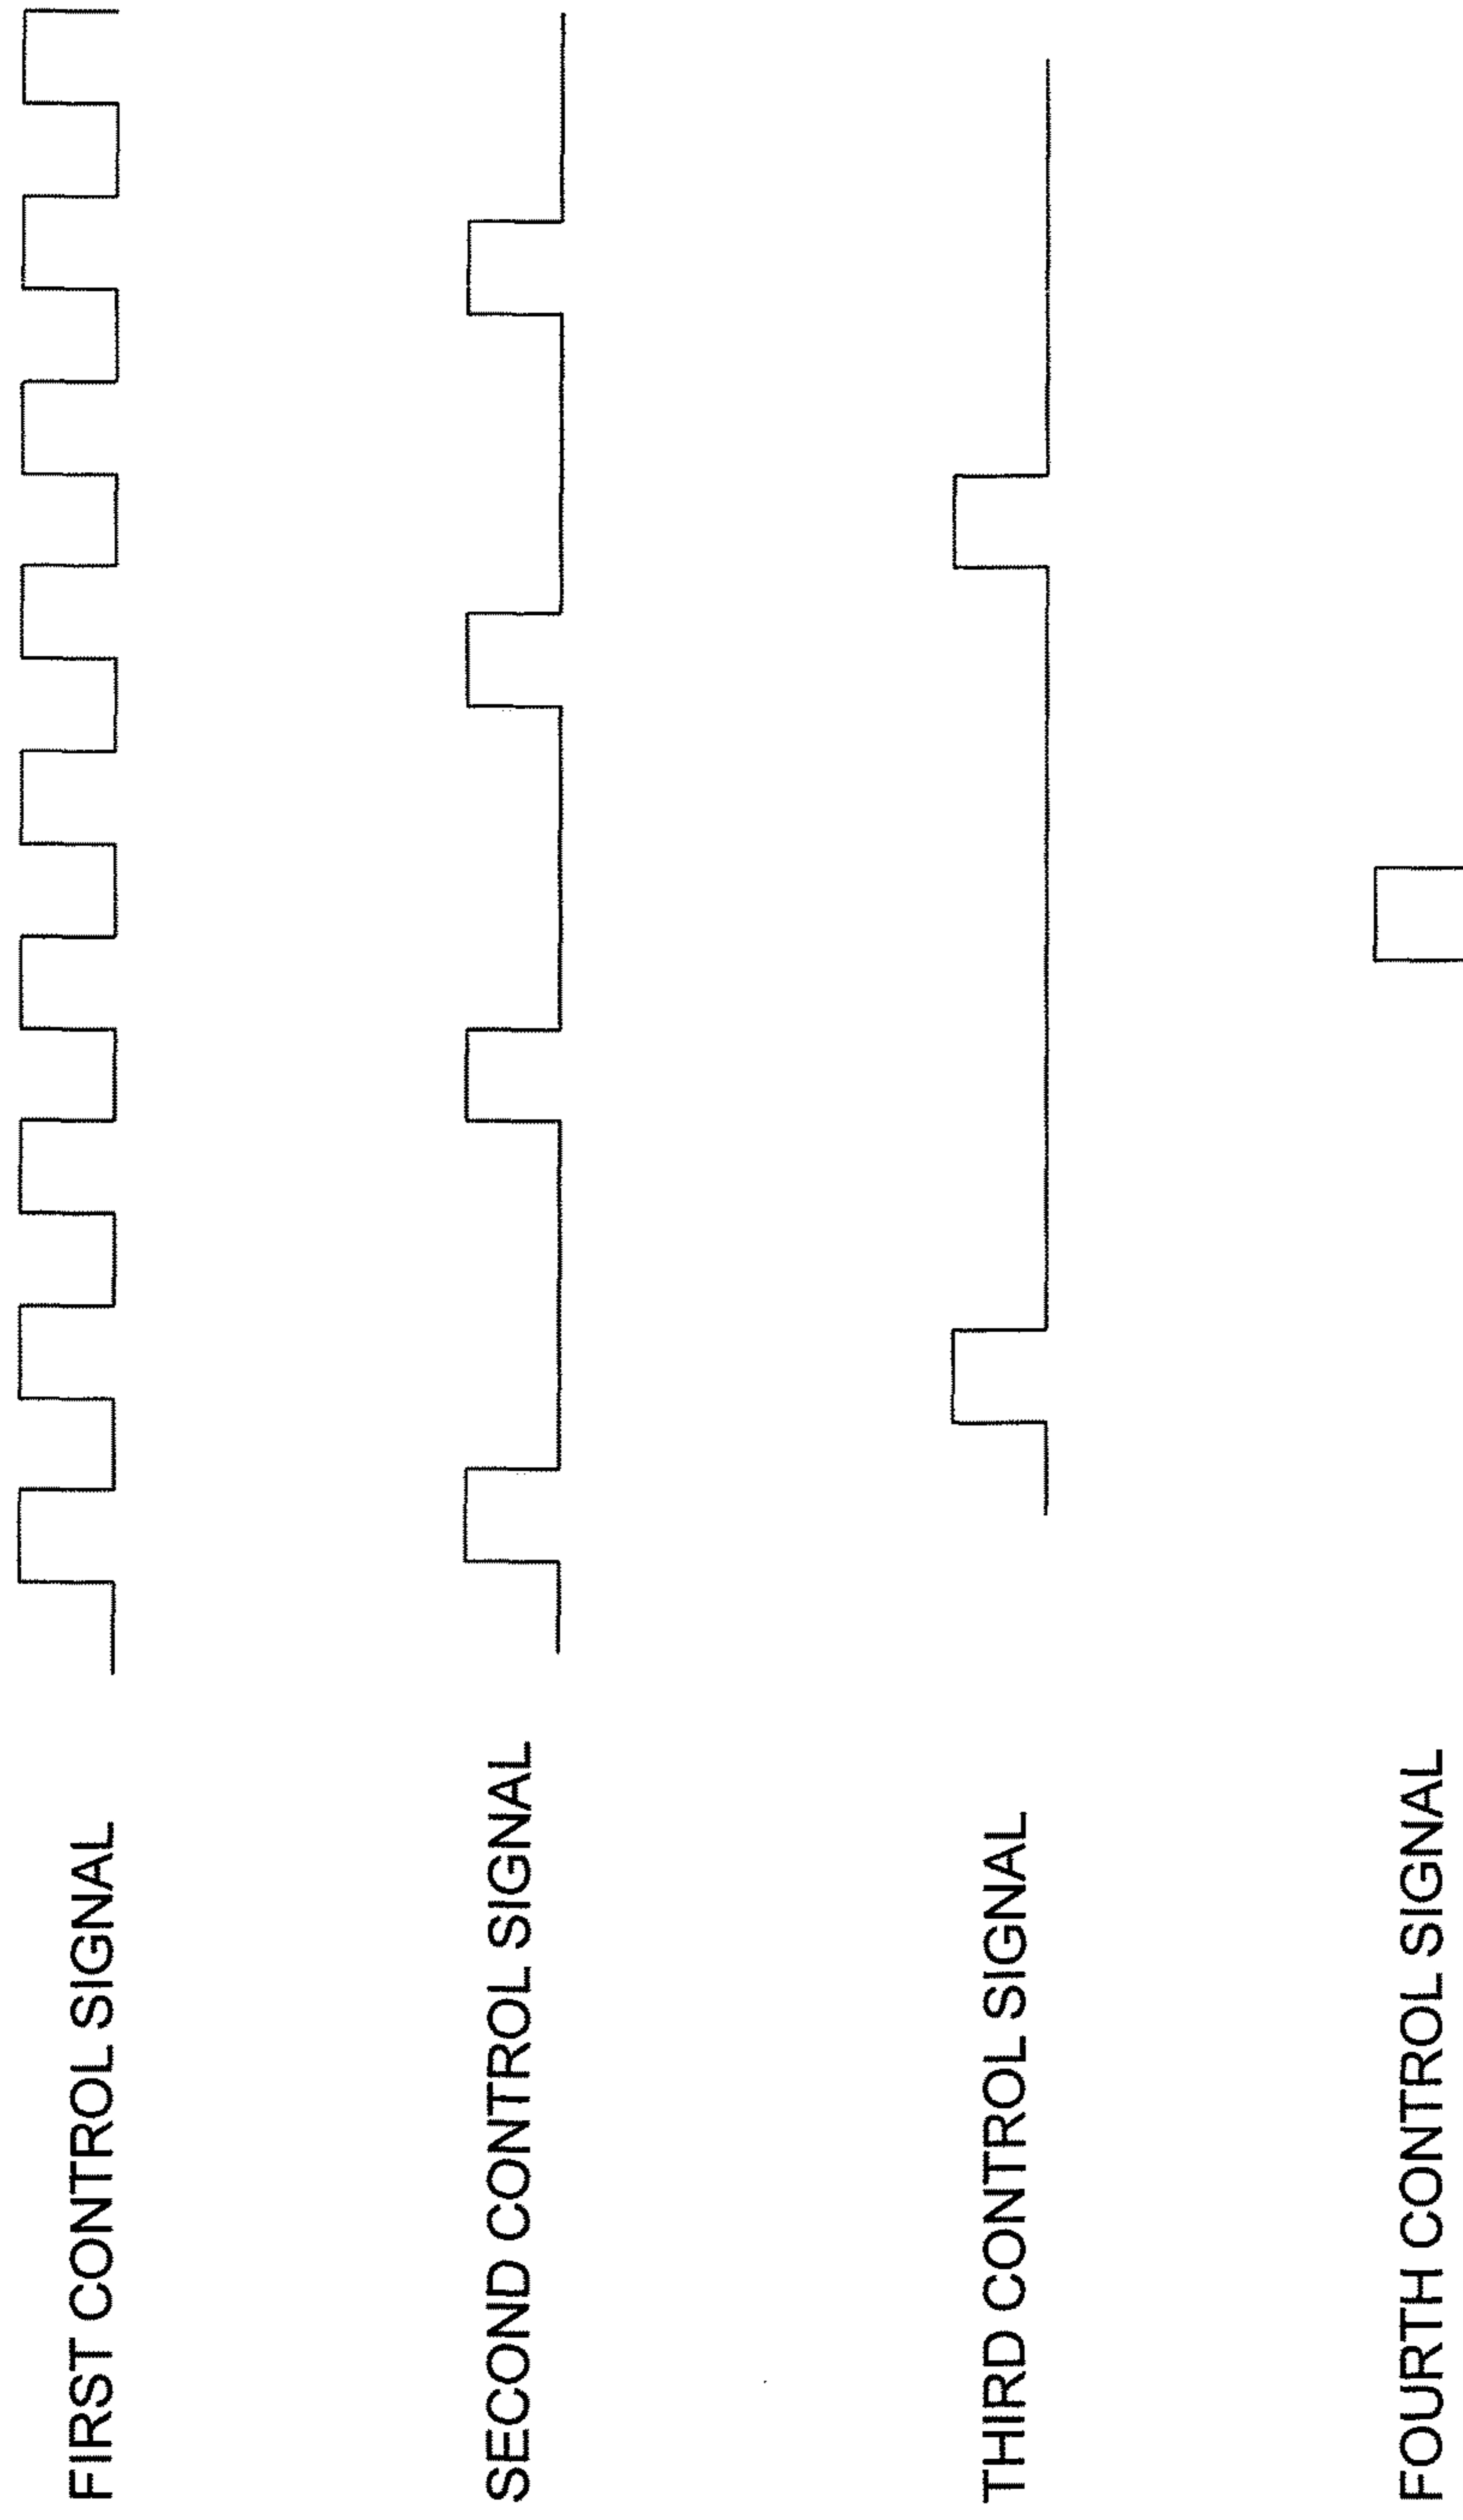 FIRST CONTROL SIGNAL
SECOND CONTROL SIGNAL
THIRD CONTROL SIGNAL
FOURTH CONTROL SIGNAL